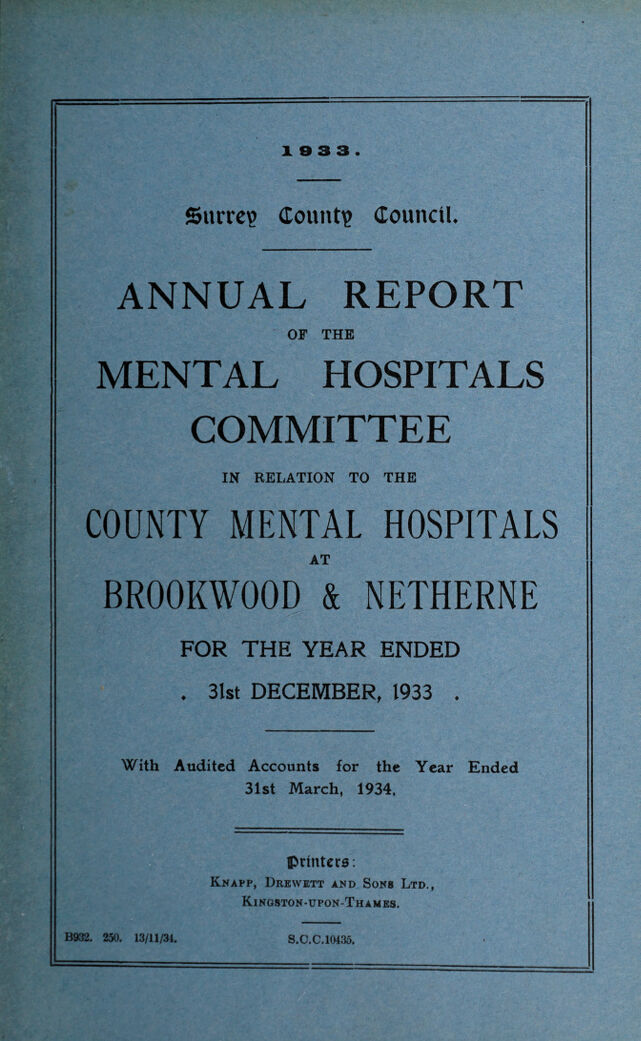 1933.
Surrey County Council.
ANNUAL REPORT
OF THE
MENTAL HOSPITALS
COMMITTEE
IN RELATION TO THE
COUNTY MENTAL HOSPITALS
AT
BROOKWOOD & NETHERNE
FOR THE YEAR ENDED
. 31st DECEMBER, 1933 .
With Audited Accounts for the Year Ended
31st March, 1934.
Printers:
Knapp, Drewett and Sons Ltd.,
Kingston-upon-Thames.
B932. 250. 13/11/34. S.C.C.10435.